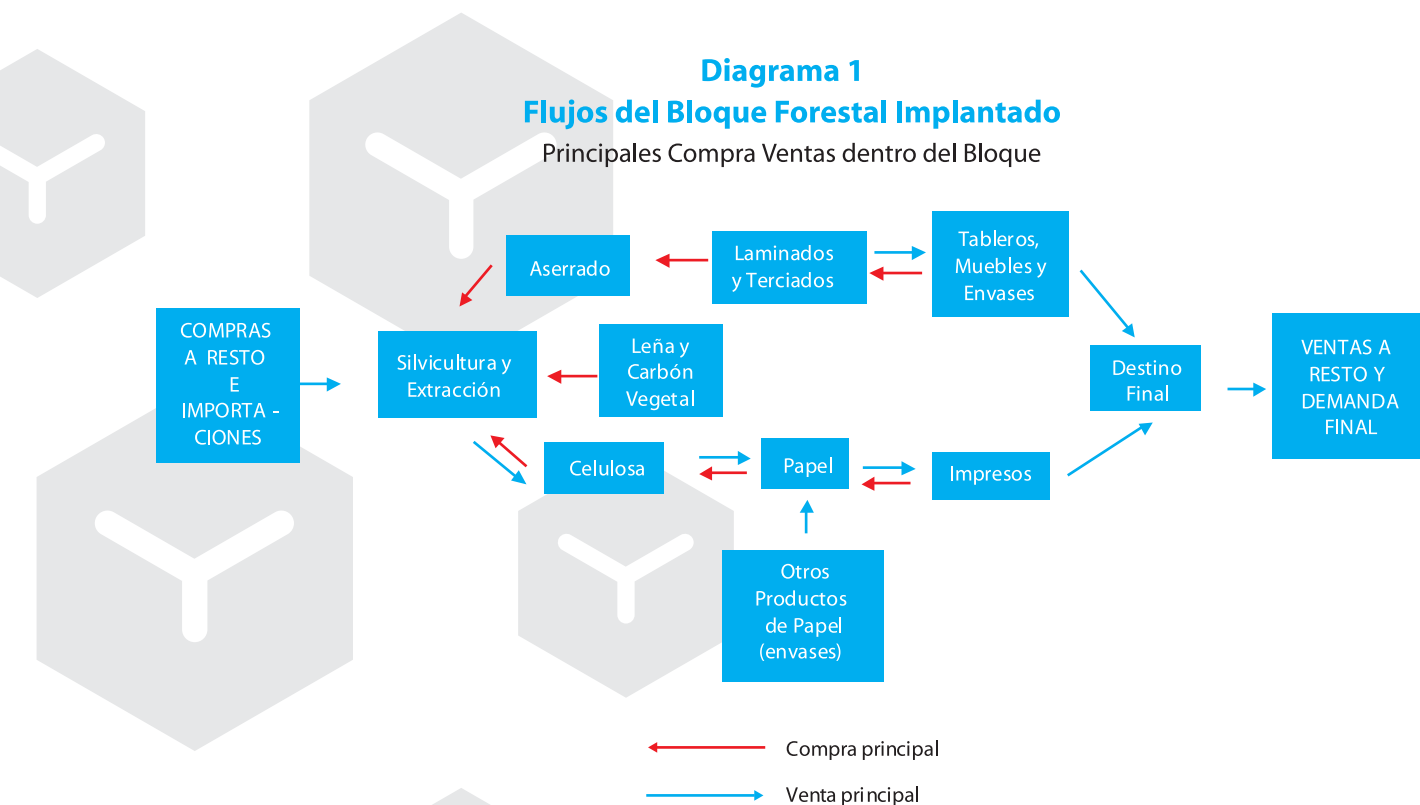 Diagrama 1
Flujos del Bloque Forestal Implantado
Principales Compra Ventas dentro del Bloque
COMPRAS
A RESTO
E
IMPORTA -
CIONES
Silvicultura y
Extracción
Aserrado
Laminados
y Terciados
Tableros,
Muebles y
Envases
Leña y
Carbón
Vegetal
Celulosa
Papel
Impresos
Otros
Productos
de Papel
(envases)
Destino
Final
VENTAS A
RESTO Y
DEMANDA
FINAL
Compra principal
Venta principal